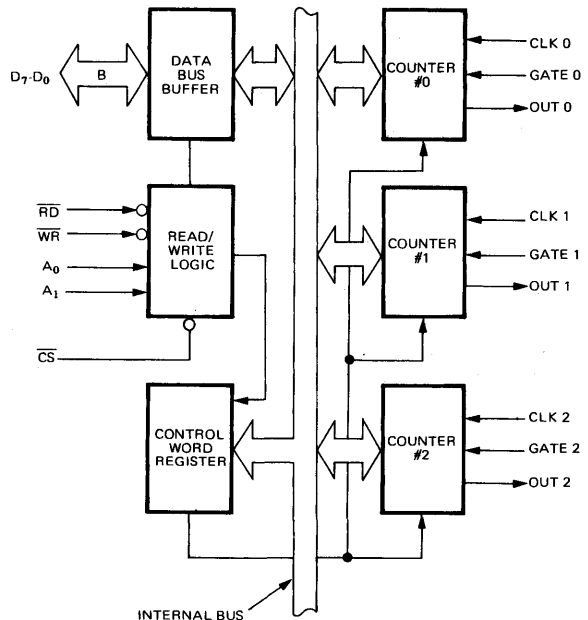 D7-D0
B
DATA
BUS
BUFFER
COUNTER
#0
CLK 0
GATE 0
OUT 0
RD
WR
A0
A1
CS
READ/
WRITE
LOGIC
COUNTER
#1
CLK 1
GATE 1
OUT 1
CONTROL
WORD
REGISTER
COUNTER
#2
CLK 2
GATE 2
OUT 2
INTERNAL BUS